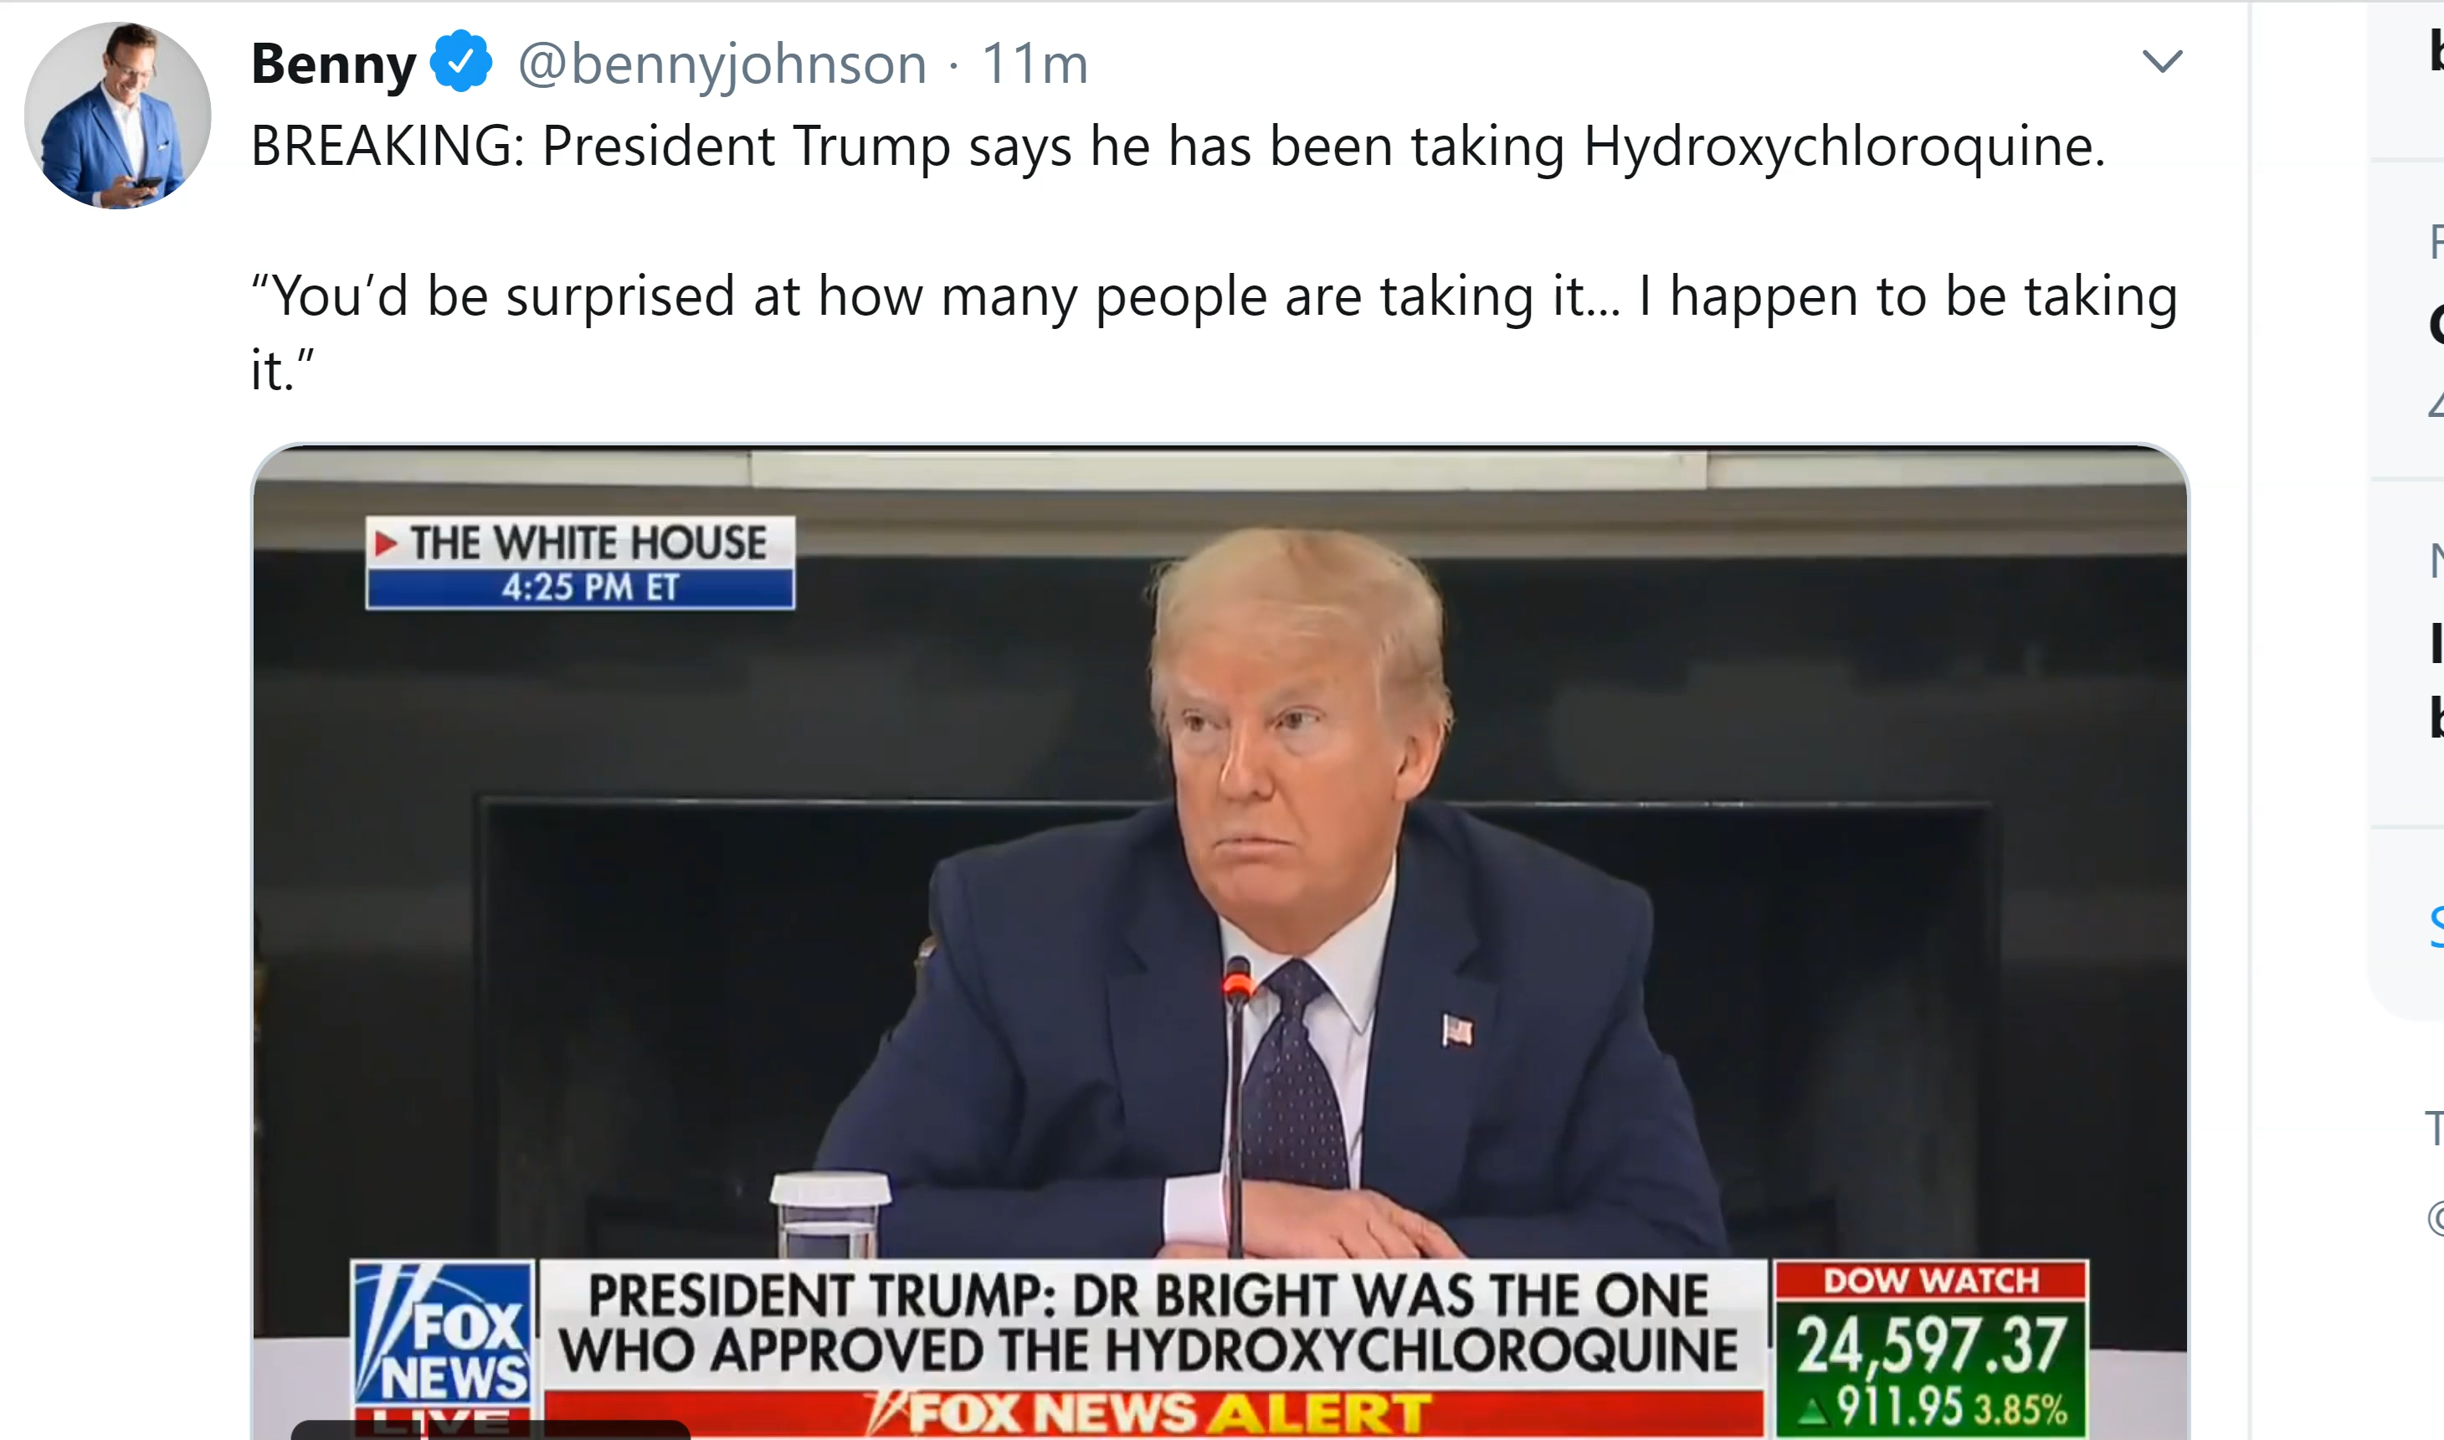 Benny @bennyjohnson · 11m
BREAKING: President Trump says he has been taking Hydroxychloroquine.
“You’d be surprised at how many people are taking it... I happen to be taking
it.”
THE WHITE HOUSE
4:25 PM ET
FOX
NEWS
LIVE
PRESIDENT TRUMP: DR BRIGHT WAS THE ONE
WHO APPROVED THE HYDROXYCHLOROQUINE
FOX NEWS ALERT
DOW WATCH
24,597.37
911.95 3.85%